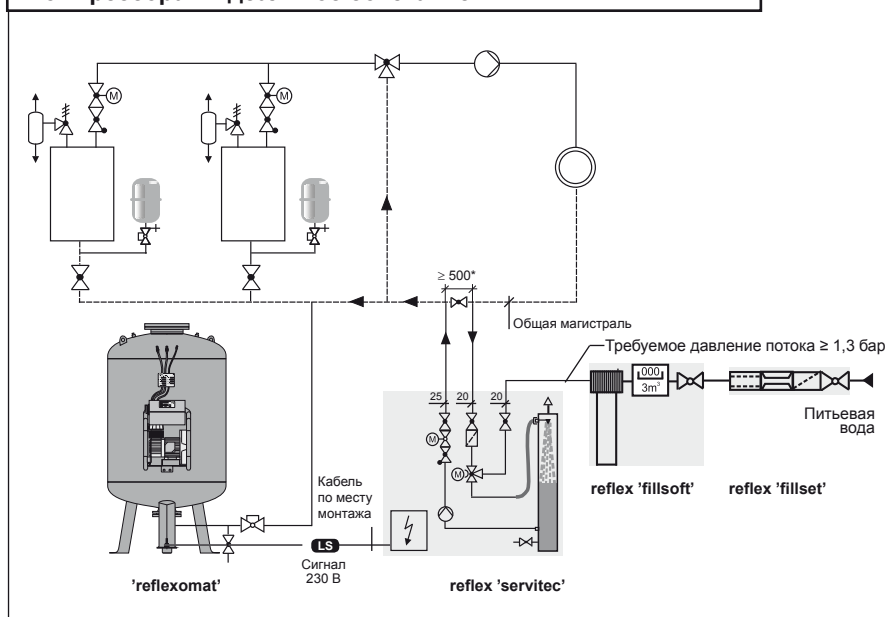 M
M
≥ 500*
Общая магистраль
Требуемое давление потока ≥ 1,3 бар
000
3m³
Питьевая
вода
25
20
20
M
M
Кабель
по месту
монтажа
reflex 'fillsoft'
reflex 'fillset'
LS
Сигнал
230 В
'reflexomat'
reflex 'servitec'